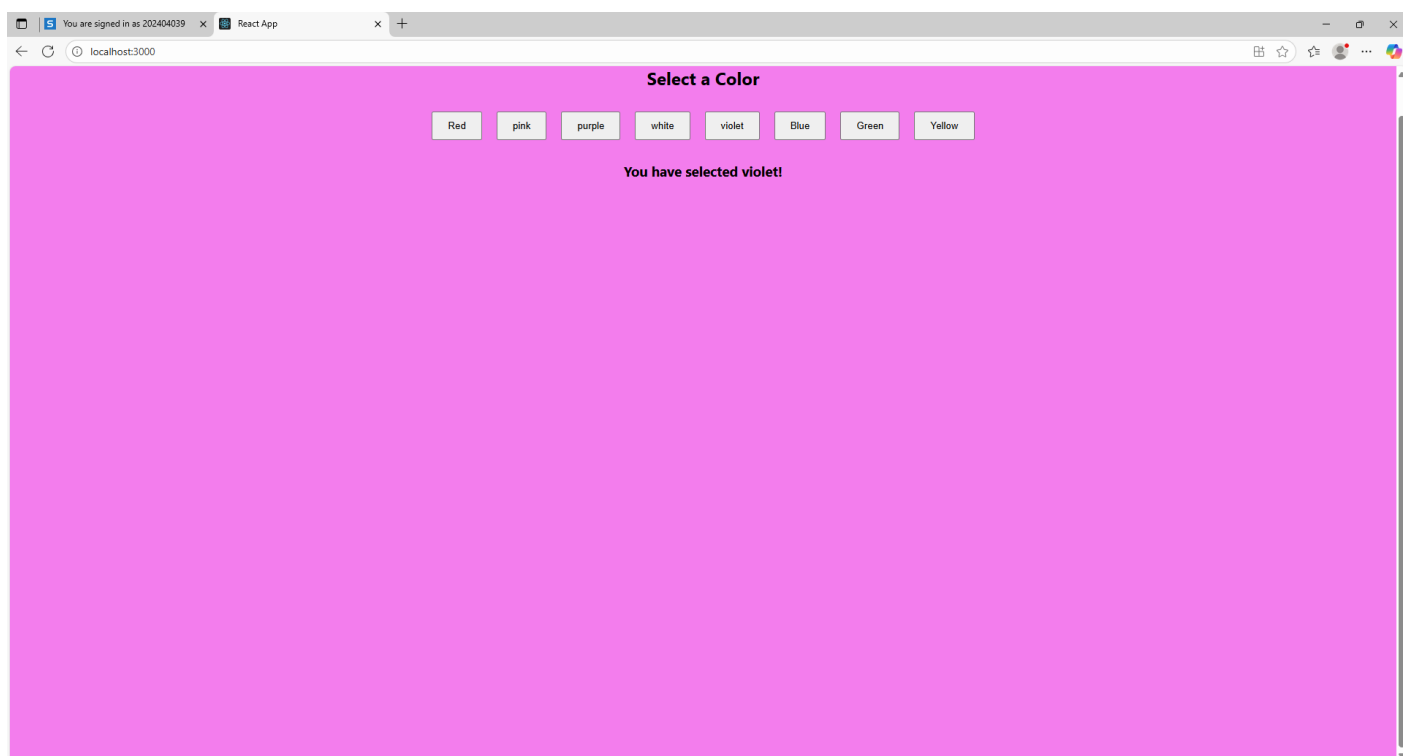 S You are signed in as 202404039 React App
localhost:3000
Select a Color
Red pink purple white violet Blue Green Yellow
You have selected violet!